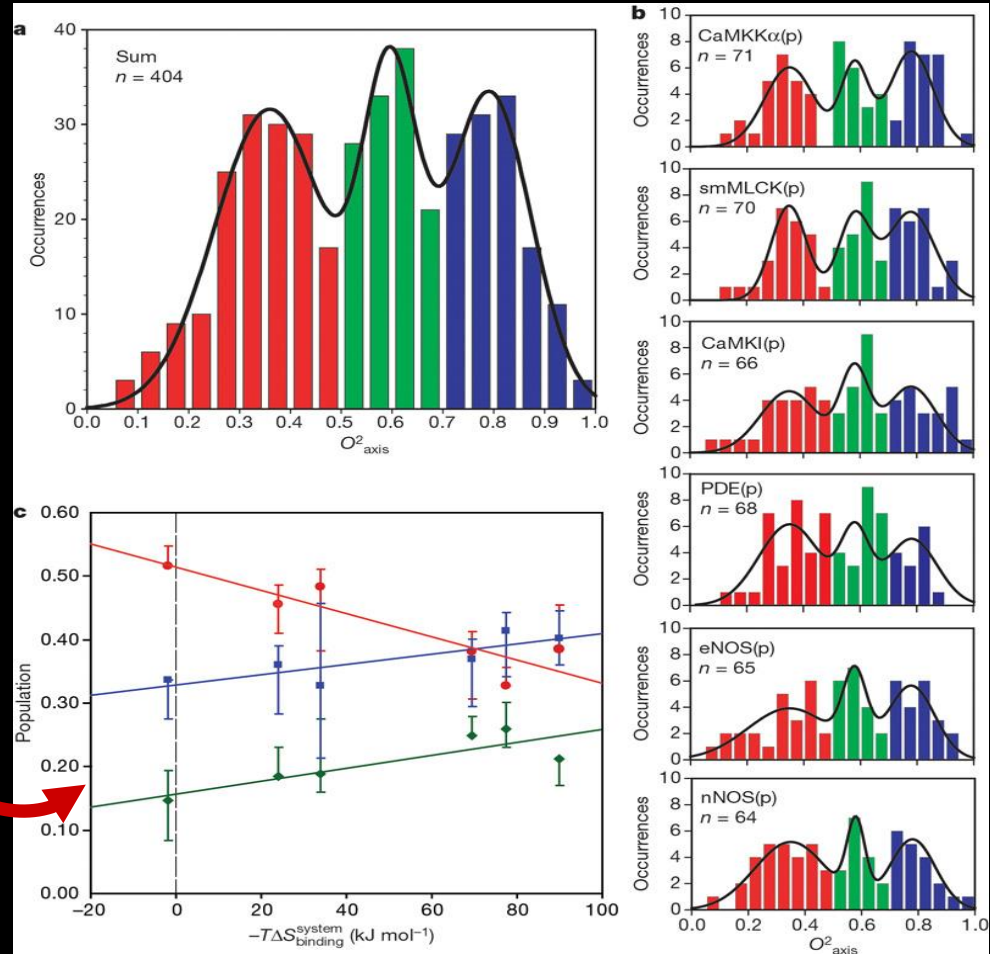 a
Sum
n = 404
40
30
20
10
0
Occurrences
0.0 0.1 0.2 0.3 0.4 0.5 0.6 0.7 0.8 0.9 1.0
O²axis
b
CaMKKα(p)
n = 71
10
8
6
4
2
0
Occurrences
smMLCK(p)
n = 70
10
8
6
4
2
0
Occurrences
CaMKI(p)
n = 66
10
8
6
4
2
0
Occurrences
PDE(p)
n = 68
10
8
6
4
2
0
Occurrences
eNOS(p)
n = 65
10
8
6
4
2
0
Occurrences
nNOS(p)
n = 64
10
8
6
4
2
0
Occurrences
0.0 0.2 0.4 0.6 0.8 1.0
O²axis
c
0.60
0.50
0.40
0.30
0.20
0.10
0.00
Population
–20 0 20 40 60 80 100
–TΔS system binding (kJ mol⁻¹)